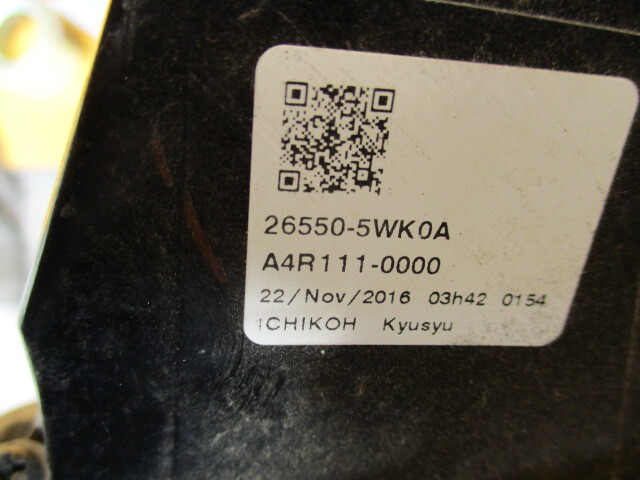 26550-5WK0A
A4R111-0000
22/Nov/2016 03h42 0154
ICHIKOH Kyusyu